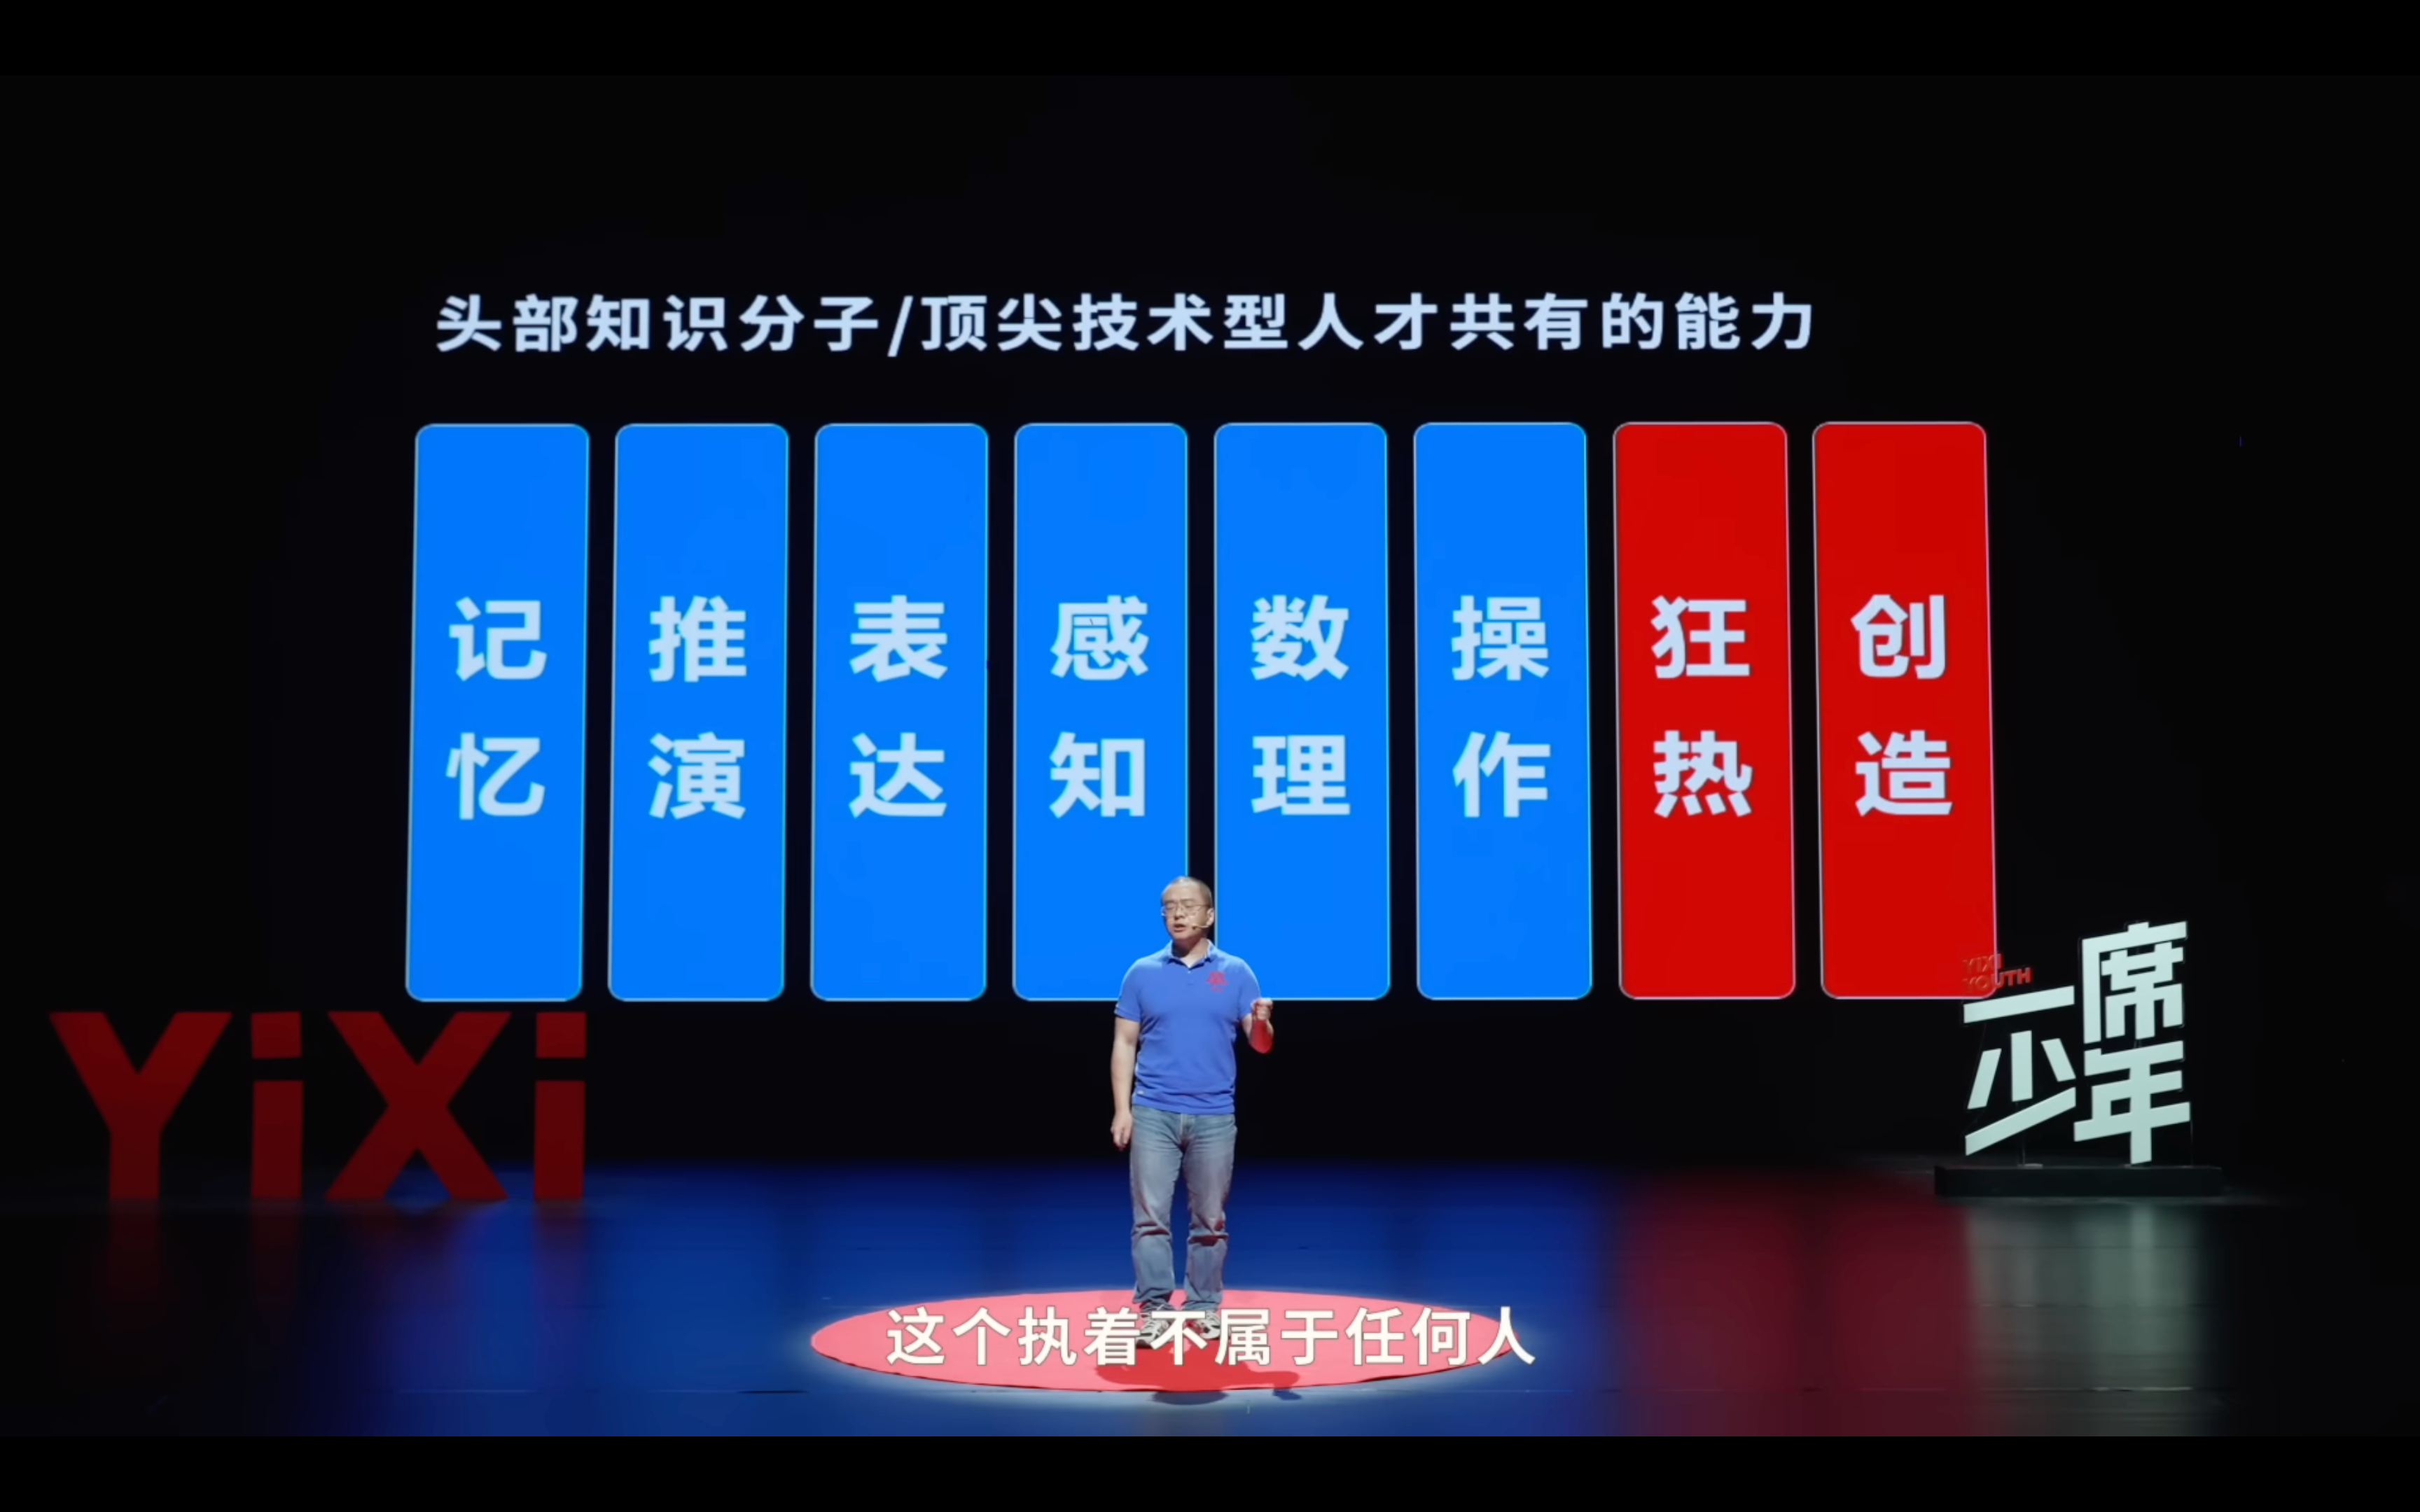 头部知识分子/顶尖技术型人才共有的能力
记忆
推演
表达
感知
数理
操作
狂热
创造
YiXi
YIXI
YOUTH
一席
少年
这个执着不属于任何人